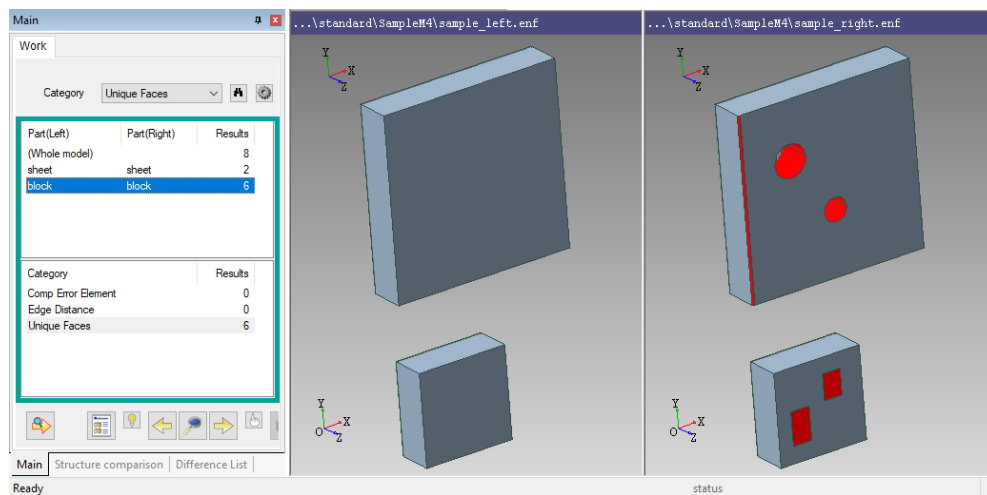 Main
Work
Category Unique Faces
Part(Left) Part(Right) Results
(Whole model) 8
sheet sheet 2
block block 6
Category Results
Comp Error Element 0
Edge Distance 0
Unique Faces 6
Main Structure comparison Difference List
Ready
status
...\standard\SampleM4\sample_left.enf
Y
X
Z
Y
X
O
Z
...\standard\SampleM4\sample_right.enf
Y
X
Z
Y
X
O
Z